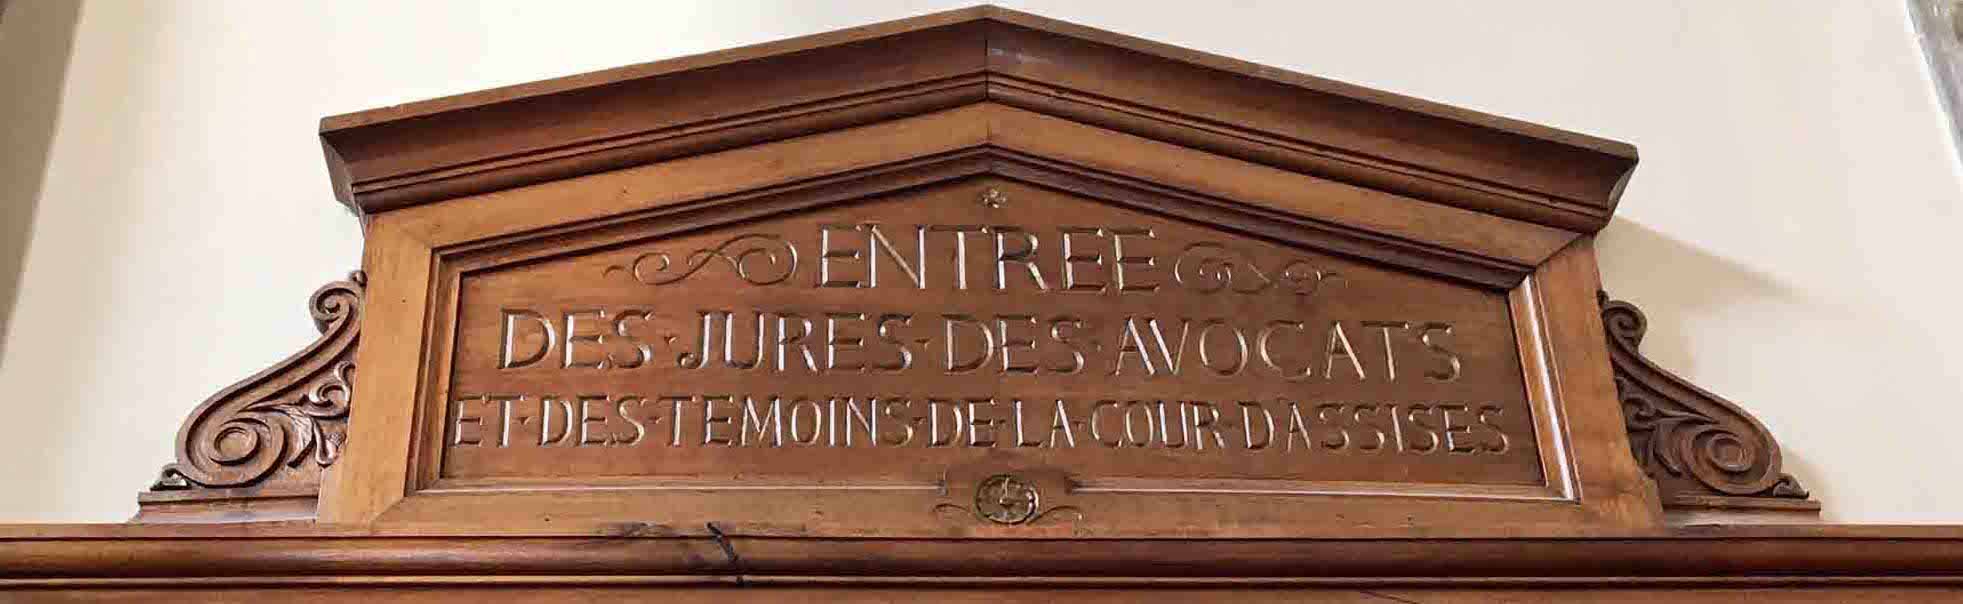 ENTREE
DES·JURES·DES·AVOCATS
ET·DES·TEMOINS·DE·LA·COUR·D'ASSISES